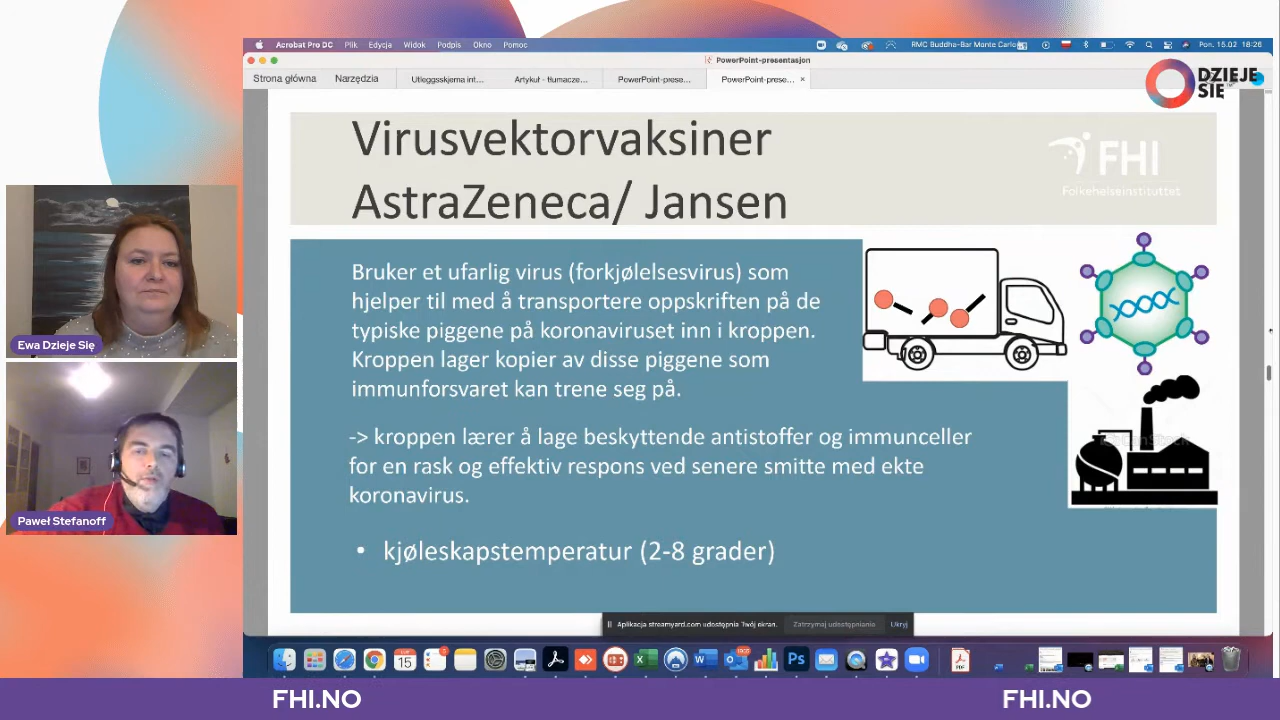 Acrobat Pro DC Plik Edycja Widok Podpis Okno Pomoc
RMC Buddha-Bar Monte Carlo
Pon. 15.02 18:26
PowerPoint-presentasjon
Strona główna Narzędzia Utleggsskjema int... Artykuł - tłumacze... PowerPoint-prese... PowerPoint-prese... ×
DZIEJE
SIĘ
Virusvektorvaksiner
AstraZeneca/ Jansen
FHI
Folkehelseinstituttet
Bruker et ufarlig virus (forkjølelsesvirus) som
hjelper til med å transportere oppskriften på de
typiske piggene på koronaviruset inn i kroppen.
Kroppen lager kopier av disse piggene som
immunforsvaret kan trene seg på.
-> kroppen lærer å lage beskyttende antistoffer og immunceller
for en rask og effektiv respons ved senere smitte med ekte
koronavirus.
• kjøleskapstemperatur (2-8 grader)
Ewa Dzieje Się
Paweł Stefanoff
Aplikacja streamyard.com udostępnia Twój ekran. Zatrzymaj udostępnianie Ukryj
15
FHI.NO
FHI.NO